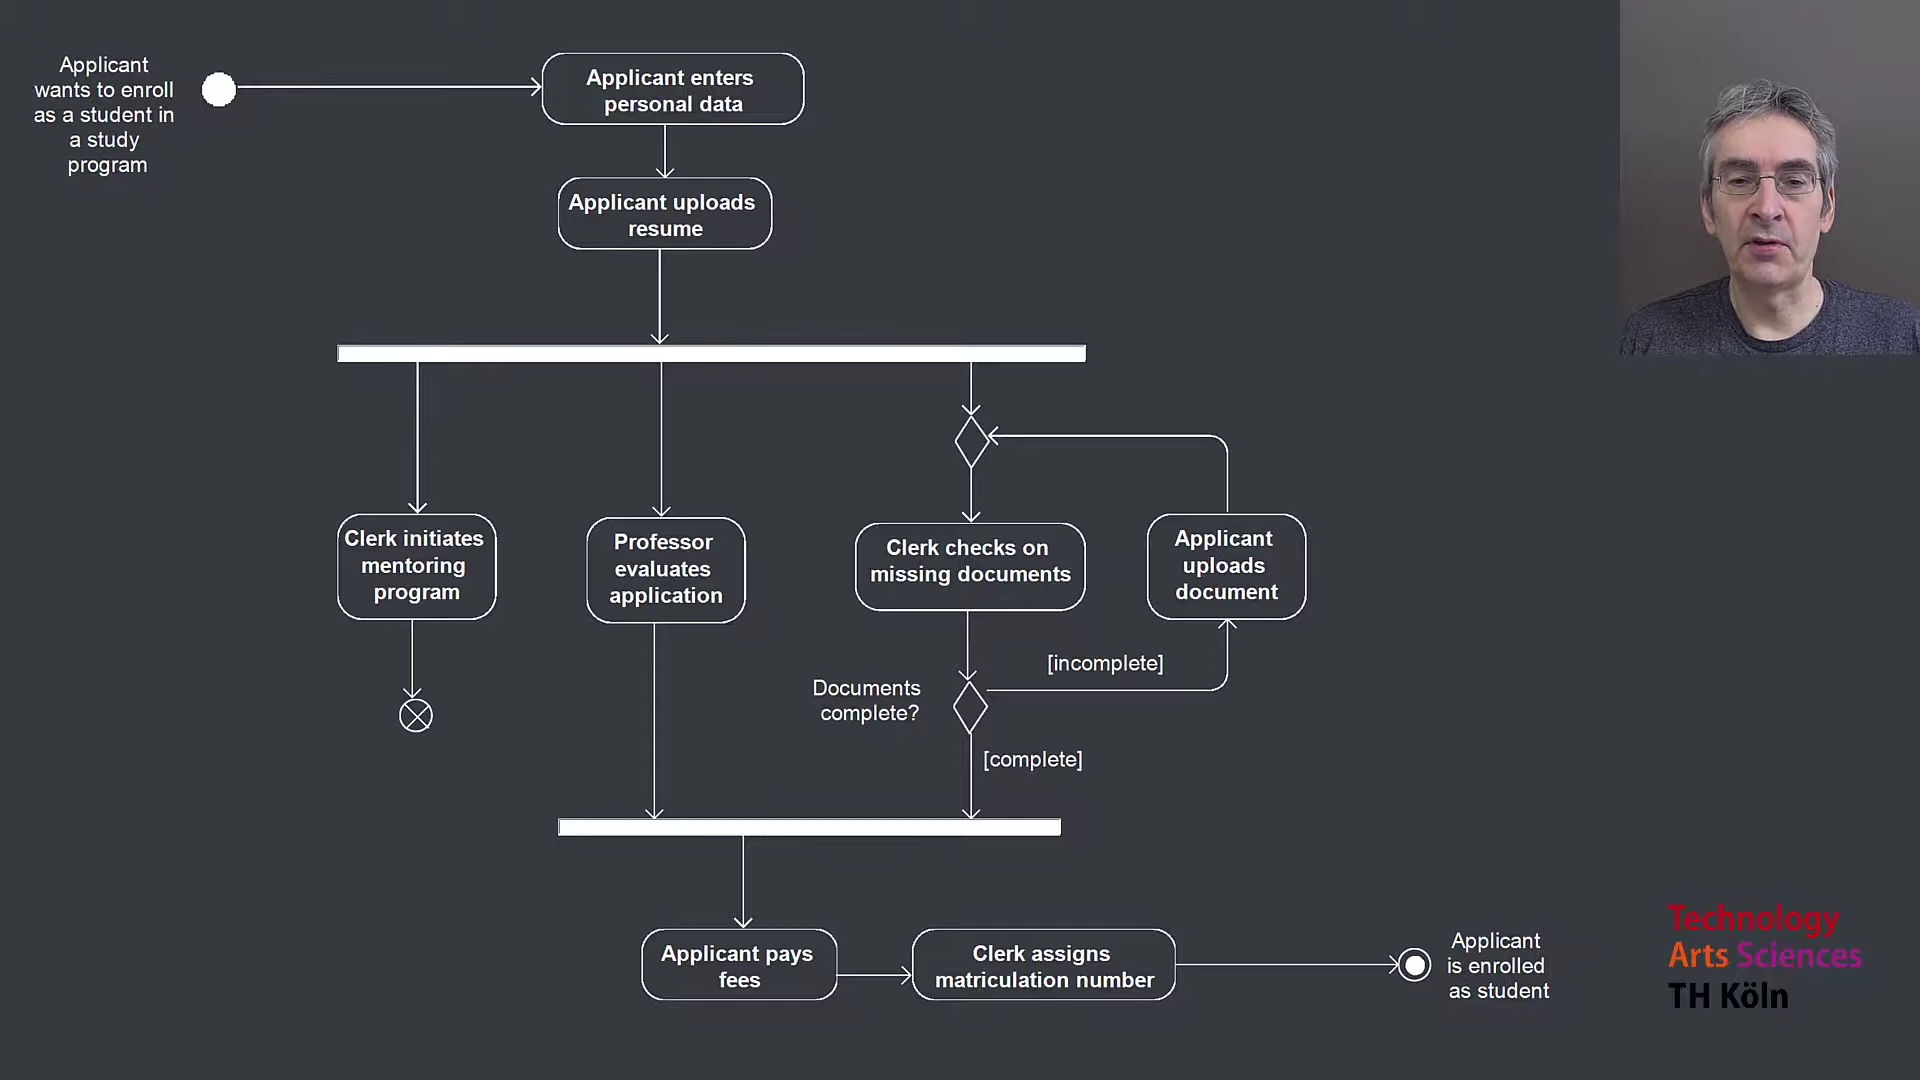 Applicant
wants to enroll
as a student in
a study
program
Applicant enters
personal data
Applicant uploads
resume
Clerk initiates
mentoring
program
Professor
evaluates
application
Clerk checks on
missing documents
Applicant
uploads
document
[incomplete]
Documents
complete?
[complete]
Applicant pays
fees
Clerk assigns
matriculation number
Applicant
is enrolled
as student
Technology
Arts Sciences
TH Köln